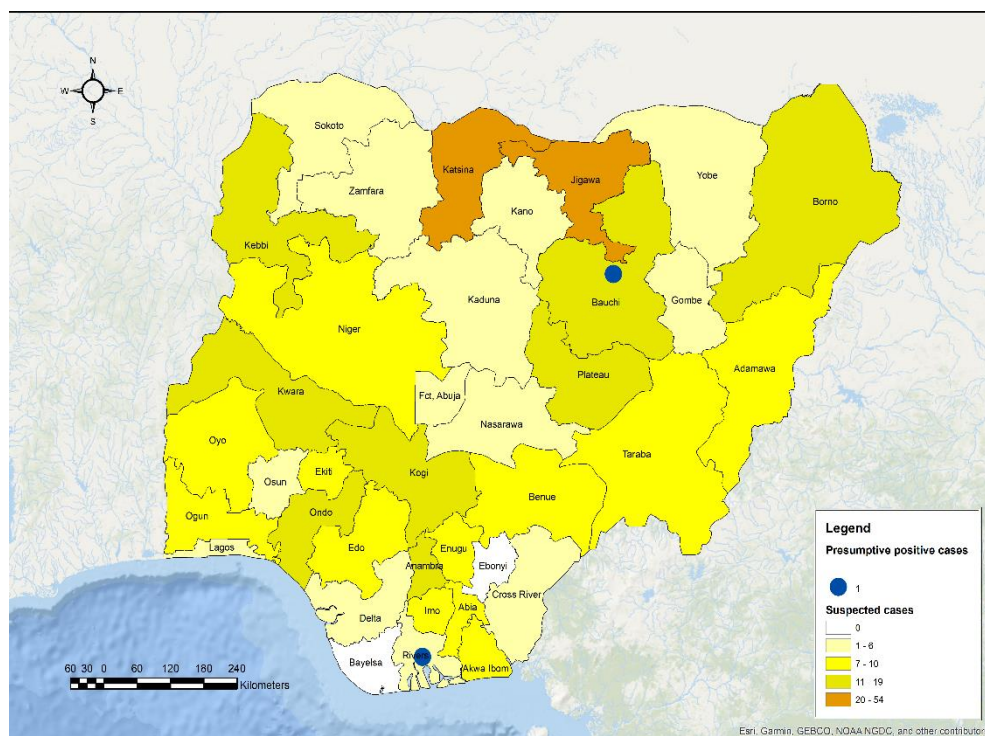 N
W E
S
Sokoto
Katsina
Jigawa
Yobe
Borno
Zamfara
Kano
Kebbi
Kaduna
Bauchi
Gombe
Niger
Adamawa
Plateau
Fct, Abuja
Kwara
Nasarawa
Oyo
Taraba
Osun
Ekiti
Kogi
Benue
Ogun
Ondo
Edo
Enugu
Lagos
Anambra
Ebonyi
Cross River
Delta
Imo
Abia
Bayelsa
Rivers
Akwa Ibom
60 30 0 60 120 180 240
Kilometers
Legend
Presumptive positive cases
1
Suspected cases
0
1 - 6
7 - 10
11 - 19
20 - 54
Esri, Garmin, GEBCO, NOAA NGDC, and other contributor